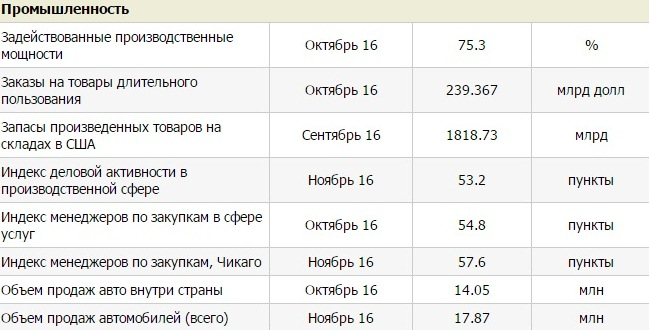 Промышленность
Задействованные производственные
мощности
Октябрь 16
75.3
%
Заказы на товары длительного
пользования
Октябрь 16
239.367
млрд долл
Запасы произведенных товаров на
складах в США
Сентябрь 16
1818.73
млрд
Индекс деловой активности в
производственной сфере
Ноябрь 16
53.2
пункты
Индекс менеджеров по закупкам в сфере
услуг
Октябрь 16
54.8
пункты
Индекс менеджеров по закупкам, Чикаго
Ноябрь 16
57.6
пункты
Объем продаж авто внутри страны
Октябрь 16
14.05
млн
Объем продаж автомобилей (всего)
Ноябрь 16
17.87
млн